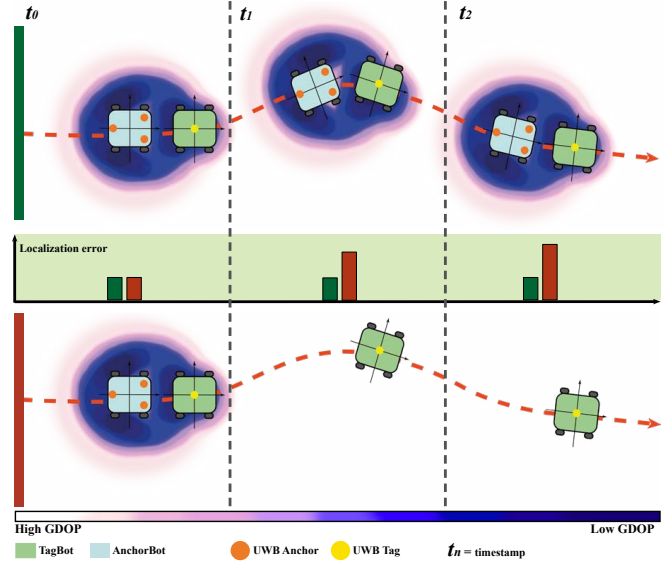 t0 t1 t2
Localization error
High GDOP Low GDOP
TagBot AnchorBot UWB Anchor UWB Tag tn = timestamp